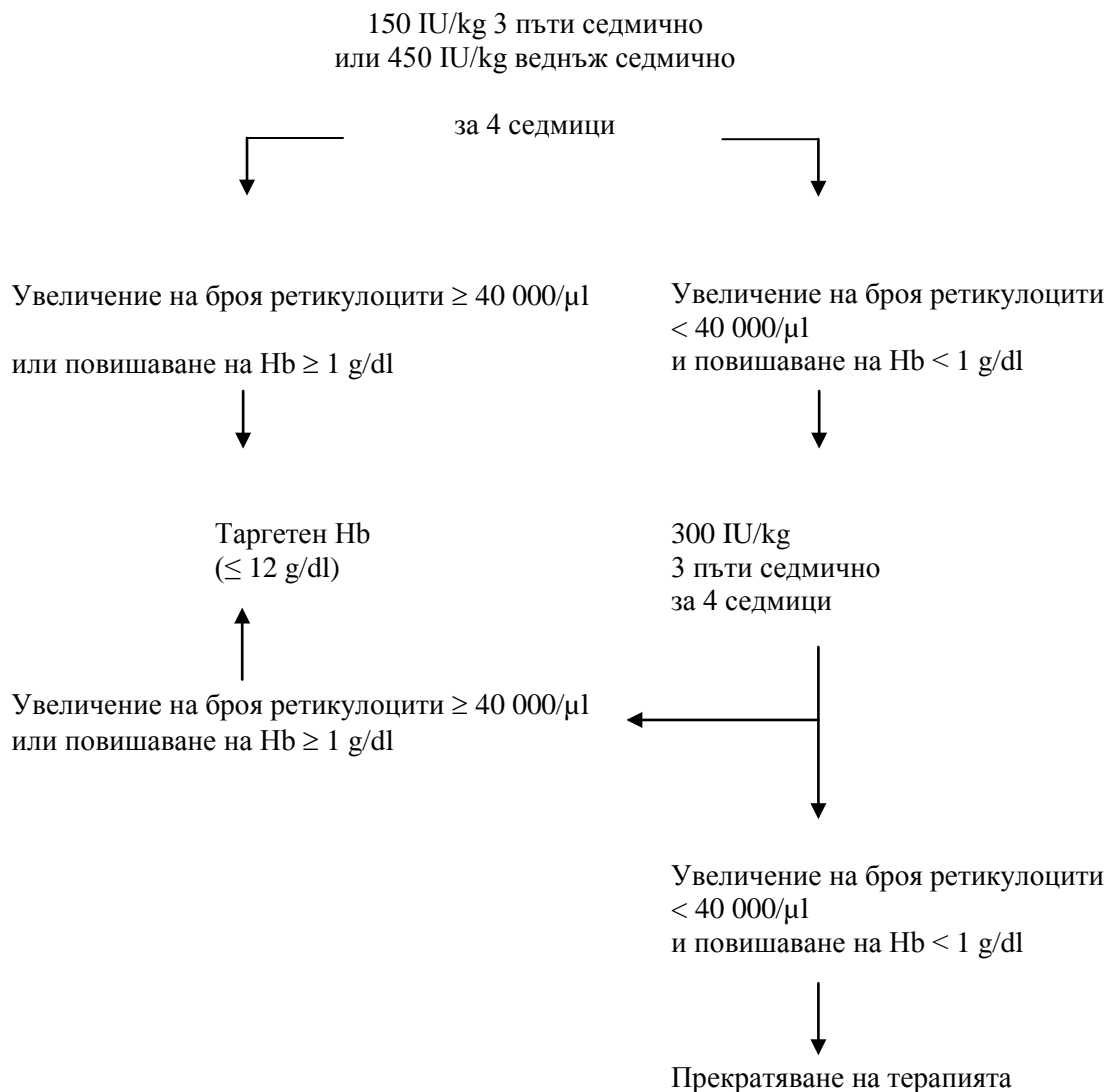 150 IU/kg 3 пъти седмично
или 450 IU/kg веднъж седмично
за 4 седмици
Увеличение на броя ретикулоцити ≥ 40 000/µl
или повишаване на Hb ≥ 1 g/dl
Увеличение на броя ретикулоцити
< 40 000/µl
и повишаване на Hb < 1 g/dl
Таргетен Hb
(≤ 12 g/dl)
300 IU/kg
3 пъти седмично
за 4 седмици
Увеличение на броя ретикулоцити ≥ 40 000/µl
или повишаване на Hb ≥ 1 g/dl
Увеличение на броя ретикулоцити
< 40 000/µl
и повишаване на Hb < 1 g/dl
Прекратяване на терапията